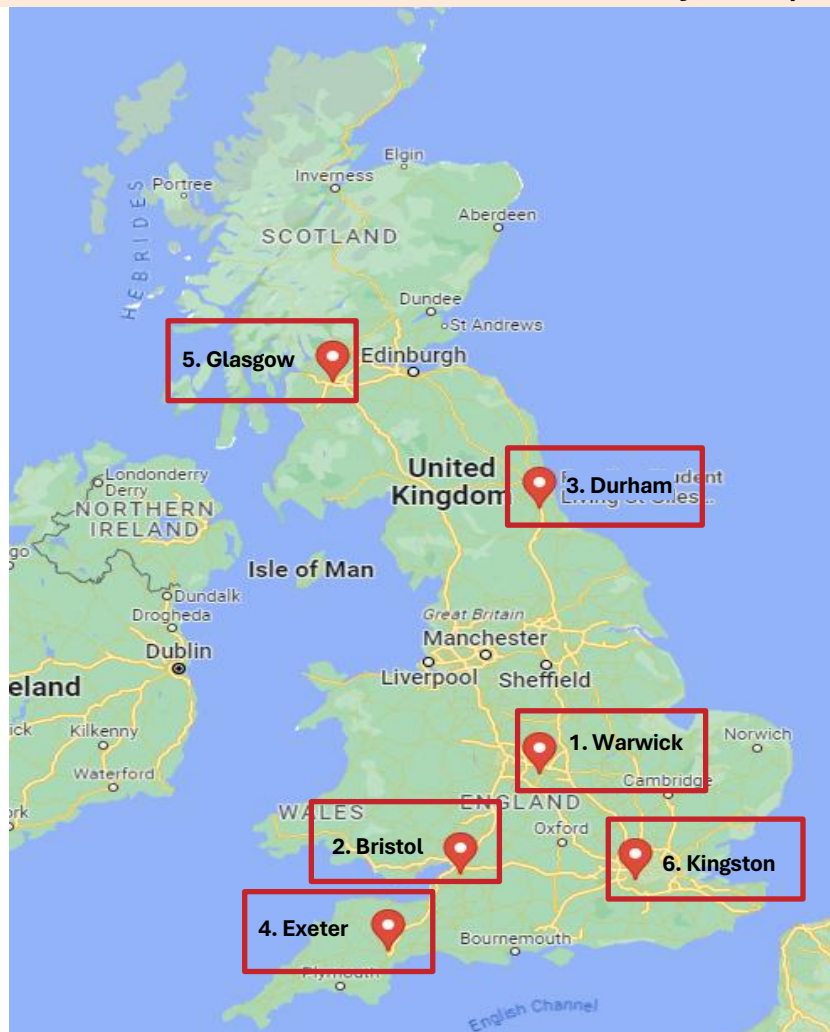 Elgin
Inverness
Portree
HEBRIDES
Aberdeen
SCOTLAND
Dundee
St Andrews
5. Glasgow
Edinburgh
United
Kingdom
3. Durham
Londonderry
Derry
NORTHERN
IRELAND
Isle of Man
Dundalk
Drogheda
Great Britain
Manchester
Dublin
Liverpool
Sheffield
eland
1. Warwick
Kilkenny
Norwich
Waterford
Cambridge
WALES
ENGLAND
2. Bristol
Oxford
6. Kingston
4. Exeter
Bournemouth
Plymouth
English Channel